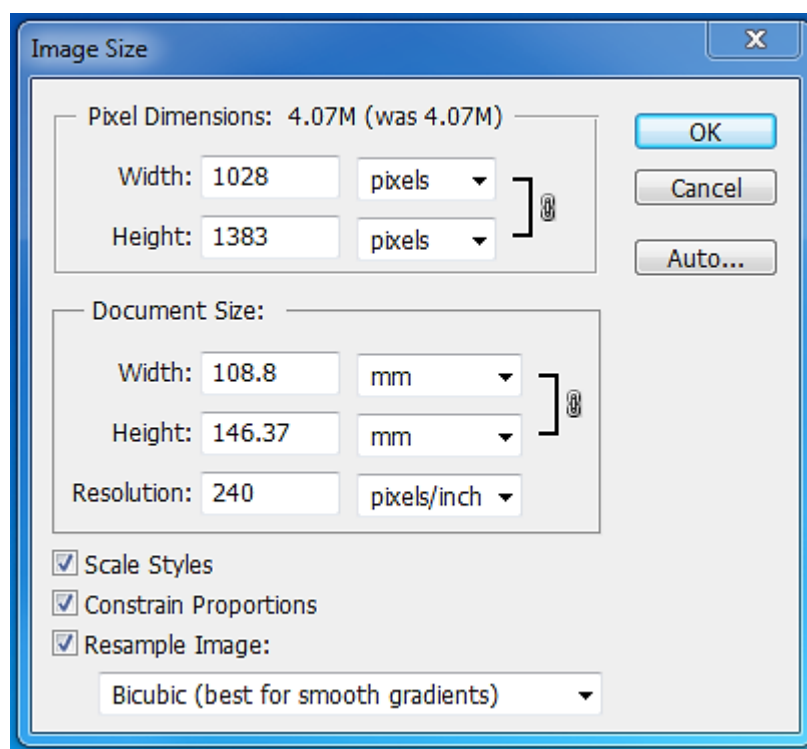 Image Size
Pixel Dimensions: 4.07M (was 4.07M)
Width: 1028 pixels
Height: 1383 pixels
OK
Cancel
Auto...
Document Size:
Width: 108.8 mm
Height: 146.37 mm
Resolution: 240 pixels/inch
Scale Styles
Constrain Proportions
Resample Image:
Bicubic (best for smooth gradients)